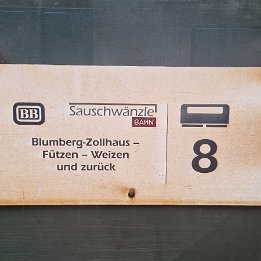 BB
Sauschwänzle
BAHN
Blumberg-Zollhaus –
Fützen – Weizen
und zurück
8